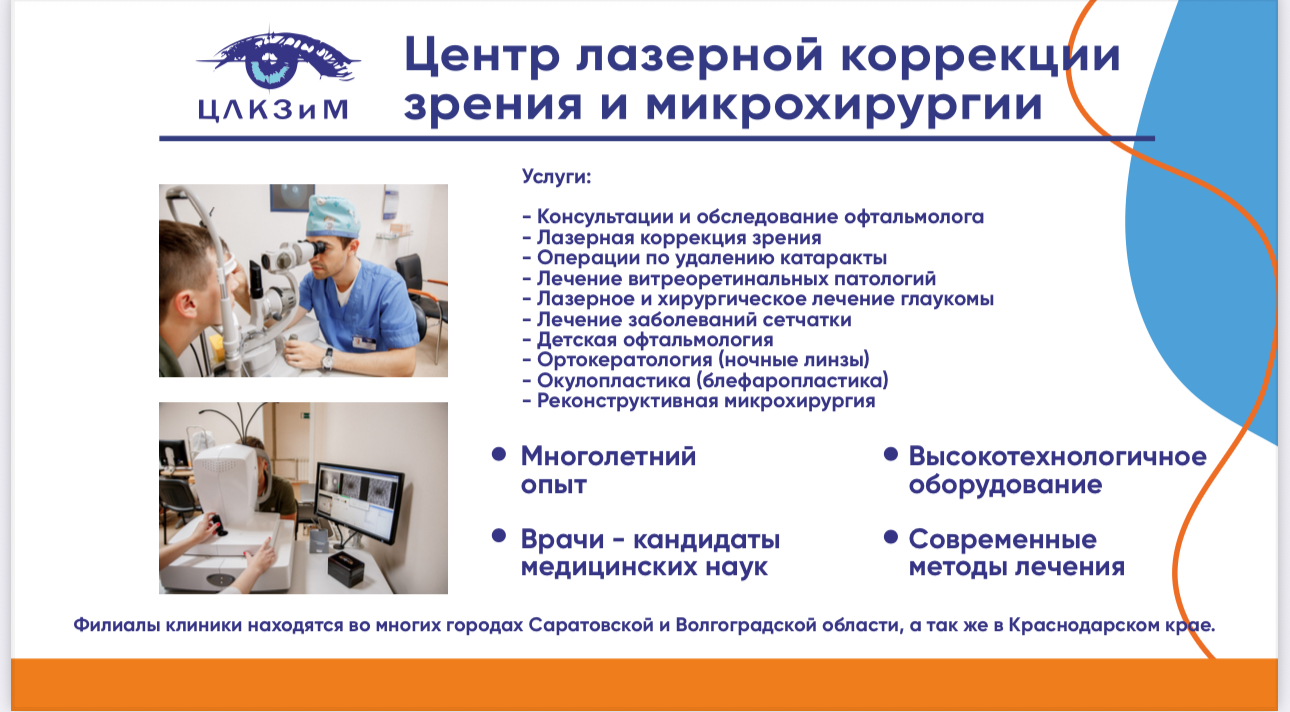 ЦЛКЗиМ
Центр лазерной коррекции
зрения и микрохирургии
Услуги:
- Консультации и обследование офтальмолога
- Лазерная коррекция зрения
- Операции по удалению катаракты
- Лечение витреоретинальных патологий
- Лазерное и хирургическое лечение глаукомы
- Лечение заболеваний сетчатки
- Детская офтальмология
- Ортокератология (ночные линзы)
- Окулопластика (блефаропластика)
- Реконструктивная микрохирургия
• Многолетний
опыт
• Высокотехнологичное
оборудование
• Врачи - кандидаты
медицинских наук
• Современные
методы лечения
Филиалы клиники находятся во многих городах Саратовской и Волгоградской области, а так же в Краснодарском крае.